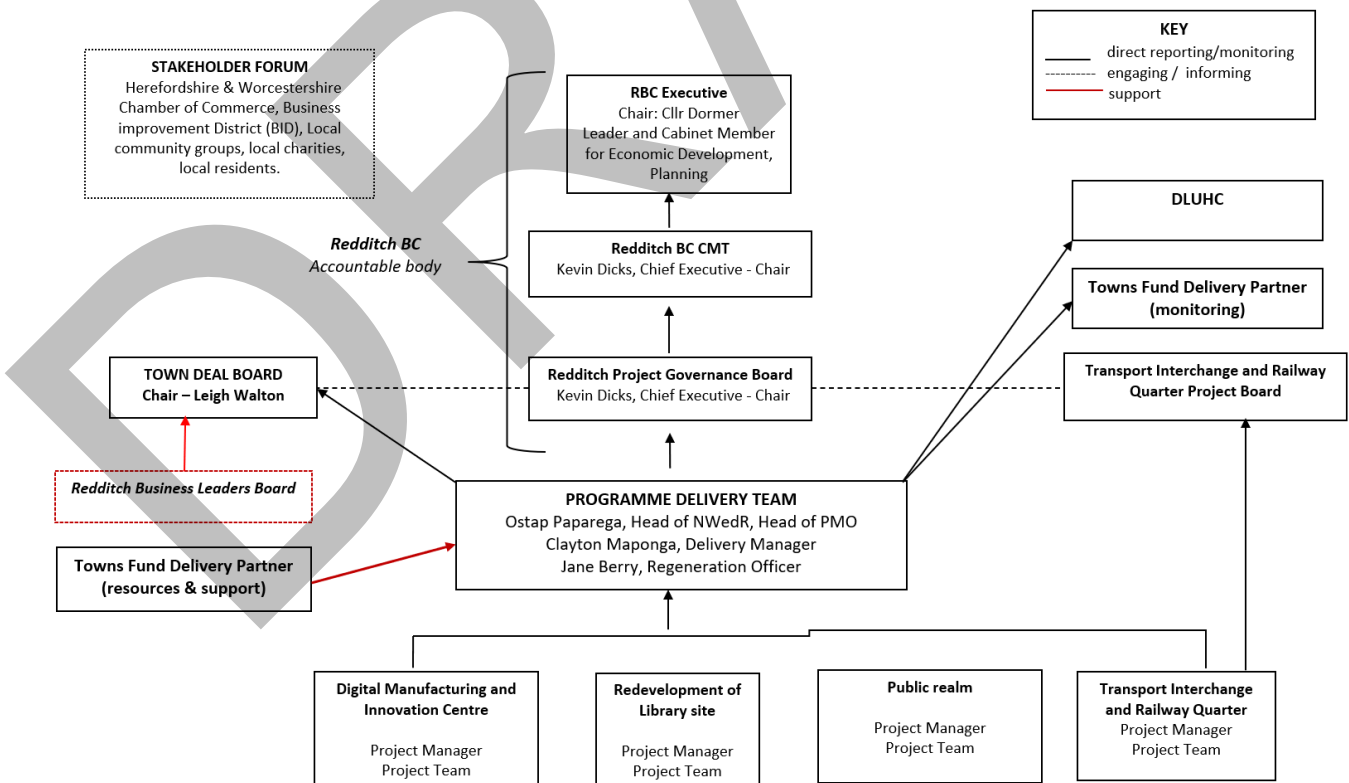 STAKEHOLDER FORUM
Herefordshire & Worcestershire
Chamber of Commerce, Business
improvement District (BID), Local
community groups, local charities,
local residents.
RBC Executive
Chair: Cllr Dormer
Leader and Cabinet Member
for Economic Development,
Planning
KEY
direct reporting/monitoring
engaging / informing
support
DLUHC
Redditch BC
Accountable body
Redditch BC CMT
Kevin Dicks, Chief Executive - Chair
Towns Fund Delivery Partner
(monitoring)
TOWN DEAL BOARD
Chair – Leigh Walton
Redditch Project Governance Board
Kevin Dicks, Chief Executive - Chair
Transport Interchange and Railway
Quarter Project Board
Redditch Business Leaders Board
PROGRAMME DELIVERY TEAM
Ostap Paparega, Head of NWedR, Head of PMO
Clayton Maponga, Delivery Manager
Jane Berry, Regeneration Officer
Towns Fund Delivery Partner
(resources & support)
Digital Manufacturing and
Innovation Centre
Project Manager
Project Team
Redevelopment of
Library site
Project Manager
Project Team
Public realm
Project Manager
Project Team
Transport Interchange
and Railway Quarter
Project Manager
Project Team